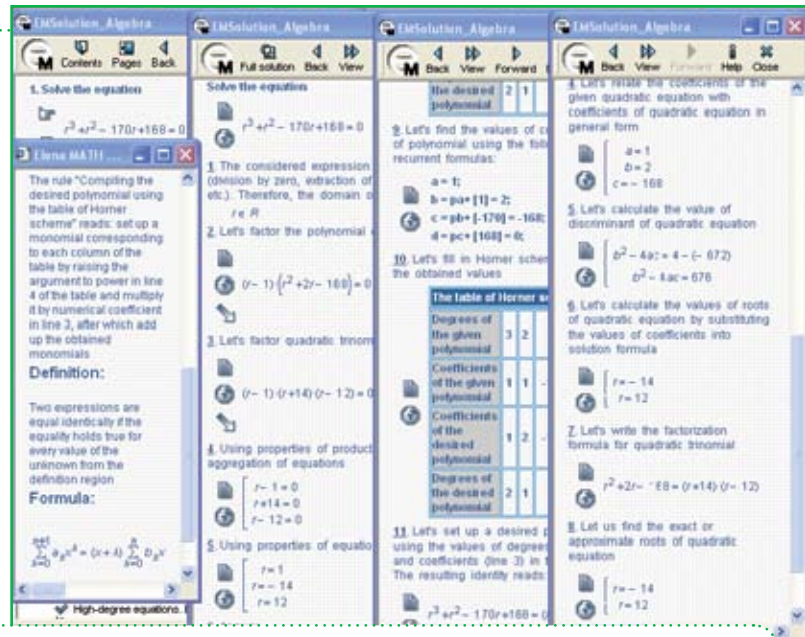 EMSolution_Algebra
Contents Pages Back
1. Solve the equation
r³+r²- 170r+168=0
Elena MATH ...
The rule "Compiling the
desired polynomial using
the table of Horner
scheme" reads: set up a
monomial corresponding
to each column of the
table by raising the
argument to power in line
4 of the table and multiply
it by numerical coefficient
in line 3, after which add
up the obtained
monomials
Definition:
Two expressions are
equal identically if the
equality holds true for
every value of the
unknown from the
definition region
Formula:
High-degree equations.
EMSolution_Algebra
Full solution Back View
Solve the equation
r³+r²- 170r+168=0
1. The considered expression
(division by zero, extraction of
etc.). Therefore, the domain o
r∈R
2. Let's factor the polynomial
(r- 1)·(r²+2r- 168)=0
3. Let's factor quadratic trinom
(r- 1)·(r+14)·(r- 12)=0
4. Using properties of product
aggregation of equations
r- 1=0
r+14=0
r- 12=0
5. Using properties of equatio
r=1
r=- 14
r=12
EMSolution_Algebra
Back View Forward
the desired 2 1
polynomial
9. Let's find the values of c
of polynomial using the foll
recurrent formulas:
a= 1;
b=pa+ [1]= 2;
c=pb+ [-170]= -168;
d=pc+ [168]= 0;
10. Let's fill in Horner schem
the obtained values
The table of Horner s
Degrees of
the given 3 2
polynomial
Coefficients
of the given 1 1 -
polynomial
Coefficients
of the 1 2 -
desired
polynomial
Degrees of
the desired 2 1
polynomial
11. Let's set up a desired p
using the values of degrees
and coefficients (line 3) in t
The resulting identity reads:
r³+r²- 170r+168=(
EMSolution_Algebra
Back View Forward Help Close
4. Let's relate the coefficients of the
given quadratic equation with
coefficients of quadratic equation in
general form
a=1
b=2
c=- 168
5. Let's calculate the value of
discriminant of quadratic equation
b²- 4ac=4-(- 672)
b²- 4ac=676
6. Let's calculate the values of roots
of quadratic equation by substituting
the values of coefficients into
solution formula
r=- 14
r=12
7. Let's write the factorization
formula for quadratic trinomial
r²+2r- 168=(r+14)·(r- 12)
8. Let us find the exact or
approximate roots of quadratic
equation
r=- 14
r=12